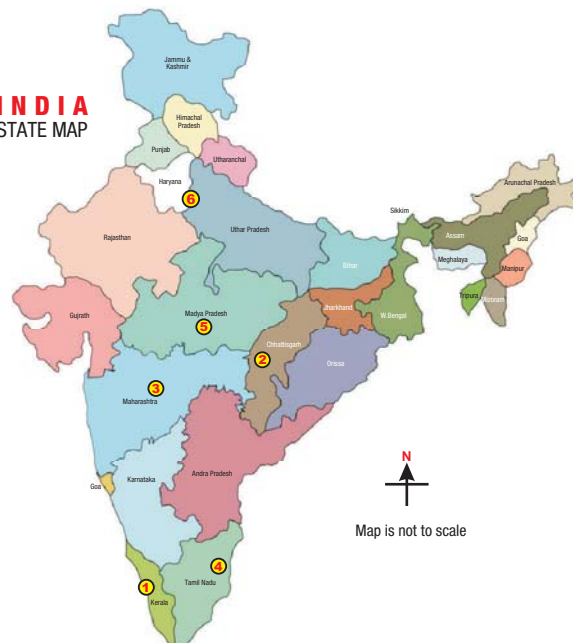 Jammu &
Kashmir
INDIA
STATE MAP
Himachal
Pradesh
Punjab
Utharanchal
Haryana
6
Arunachal Pradesh
Uthar Pradesh
Sikkim
Rajasthan
Assam
Goa
Bihar
Meghalaya
Manipur
Tripura
Mizoram
Gujrath
Madya Pradesh
Jharkhand
W.Bengal
5
2
Chhattisgarh
Orissa
3
Maharashtra
N
Karnataka
Andra Pradesh
Goa
Map is not to scale
4
1
Tamil Nadu
Kerala